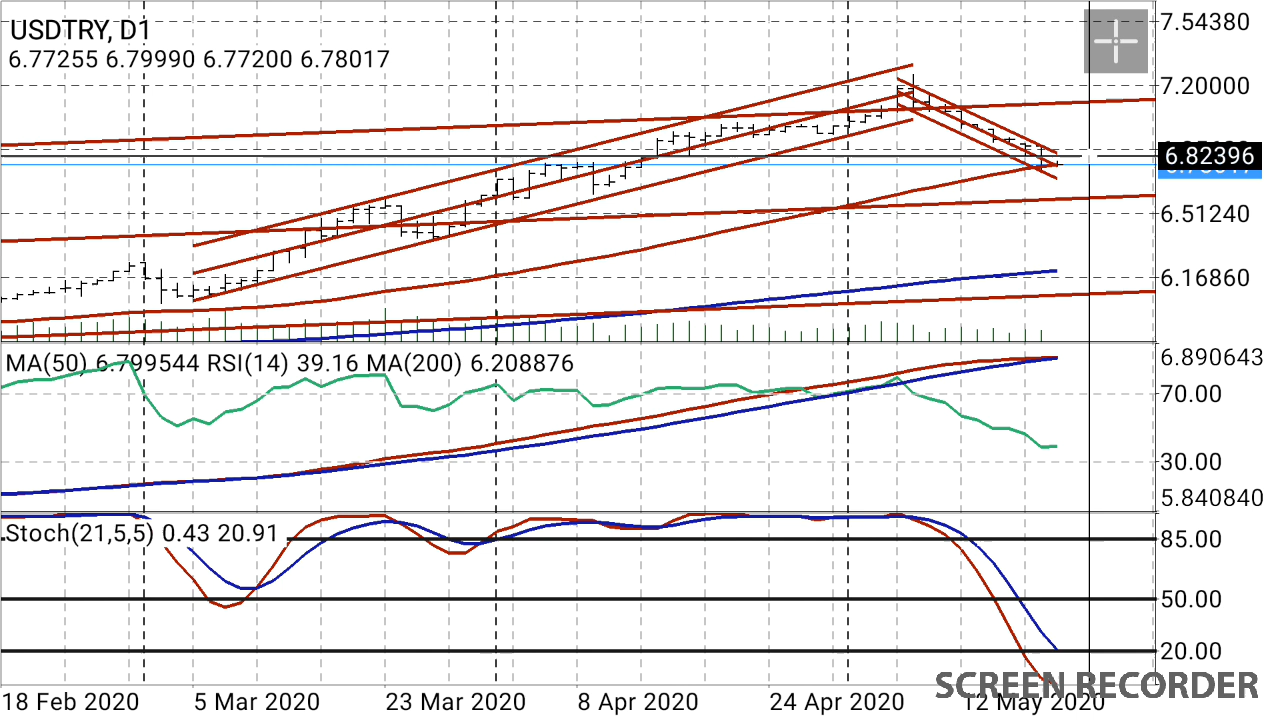 USDTRY, D1
6.77255 6.79990 6.77200 6.78017
7.54380
7.20000
6.82396
6.51240
6.16860
MA(50) 6.799544 RSI(14) 39.16 MA(200) 6.208876
6.890643
70.00
30.00
5.840840
Stoch(21,5,5) 0.43 20.91
85.00
50.00
20.00
SCREEN RECORDER
18 Feb 2020 5 Mar 2020 23 Mar 2020 8 Apr 2020 24 Apr 2020 12 May 2020